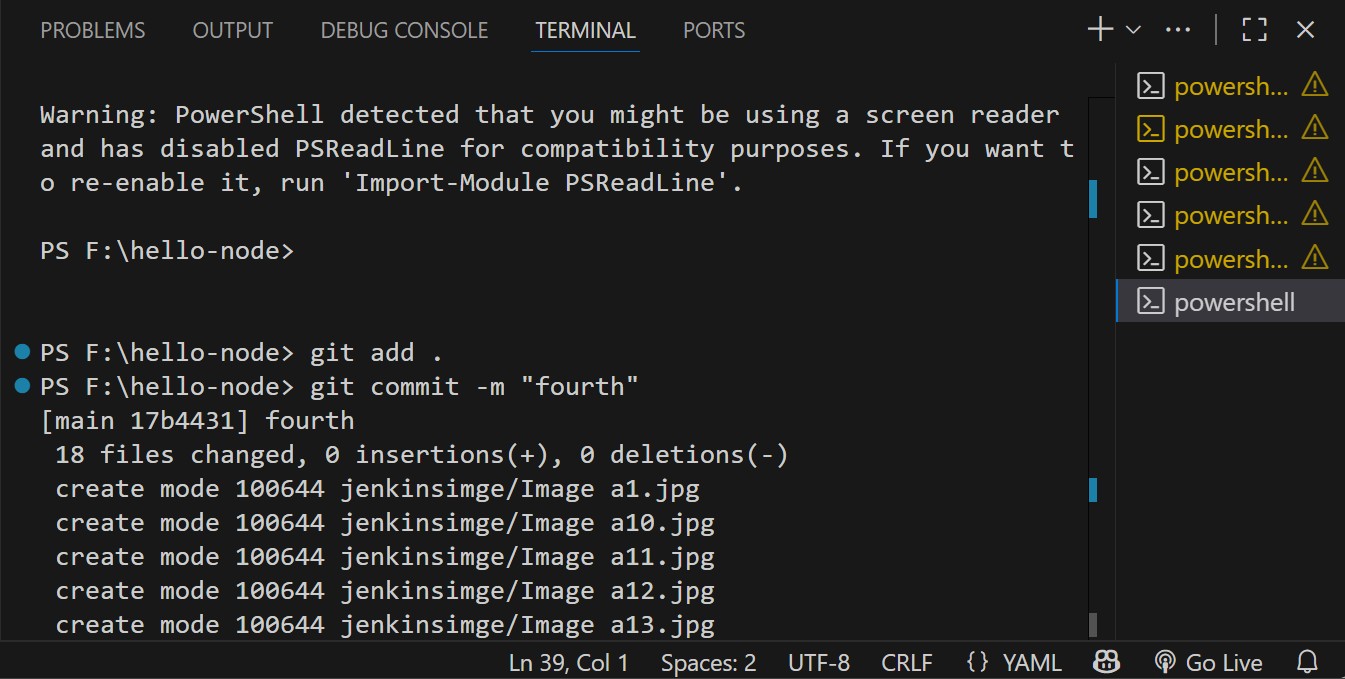 PROBLEMS OUTPUT DEBUG CONSOLE TERMINAL PORTS
Warning: PowerShell detected that you might be using a screen reader
and has disabled PSReadLine for compatibility purposes. If you want t
o re-enable it, run 'Import-Module PSReadLine'.
PS F:\hello-node>
PS F:\hello-node> git add .
PS F:\hello-node> git commit -m "fourth"
[main 17b4431] fourth
18 files changed, 0 insertions(+), 0 deletions(-)
create mode 100644 jenkinsimge/Image a1.jpg
create mode 100644 jenkinsimge/Image a10.jpg
create mode 100644 jenkinsimge/Image a11.jpg
create mode 100644 jenkinsimge/Image a12.jpg
create mode 100644 jenkinsimge/Image a13.jpg
powersh...
powersh...
powersh...
powersh...
powersh...
powershell
Ln 39, Col 1 Spaces: 2 UTF-8 CRLF {} YAML Go Live